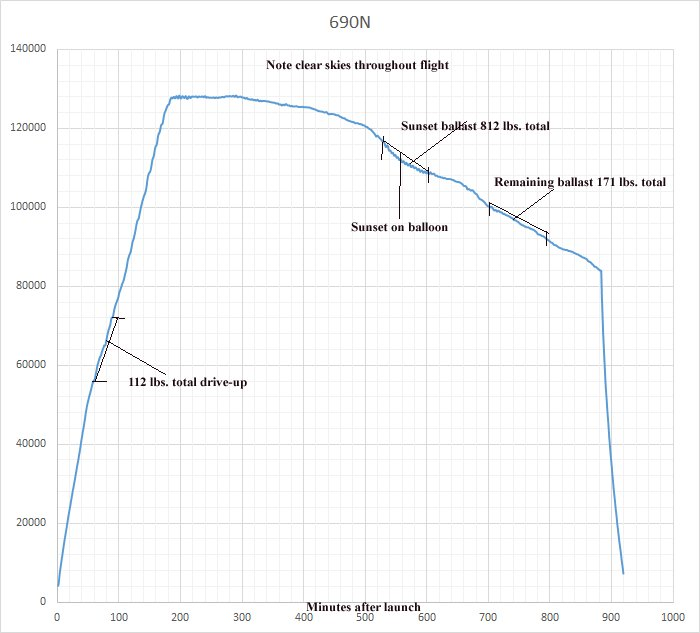 690N
140000
Note clear skies throughout flight
120000
Sunset ballast 812 lbs. total
Remaining ballast 171 lbs. total
100000
Sunset on balloon
80000
60000
112 lbs. total drive-up
40000
20000
0
0 100 200 300 400 500 600 700 800 900 1000
Minutes after launch